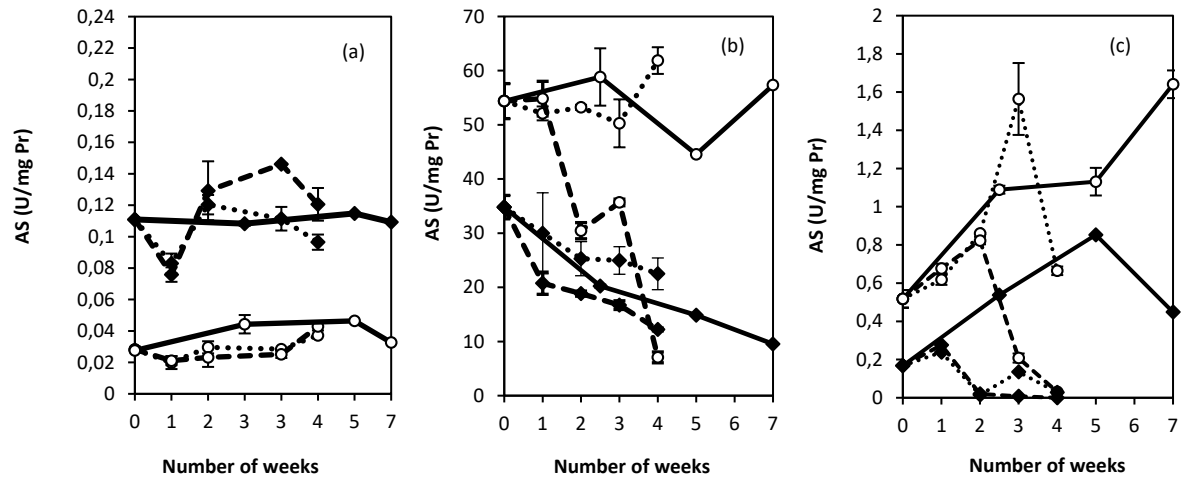 AS (U/mg Pr)
0,24
0,22
0,2
0,18
0,16
0,14
0,12
0,1
0,08
0,06
0,04
0,02
0
(a)
0 1 2 3 3 4 5 7
Number of weeks
AS (U/mg Pr)
70
60
50
40
30
20
10
0
(b)
0 1 2 3 4 5 6 7
Number of weeks
AS (U/mg Pr)
2
1,8
1,6
1,4
1,2
1
0,8
0,6
0,4
0,2
0
(c)
0 1 2 3 4 5 6 7
Number of weeks